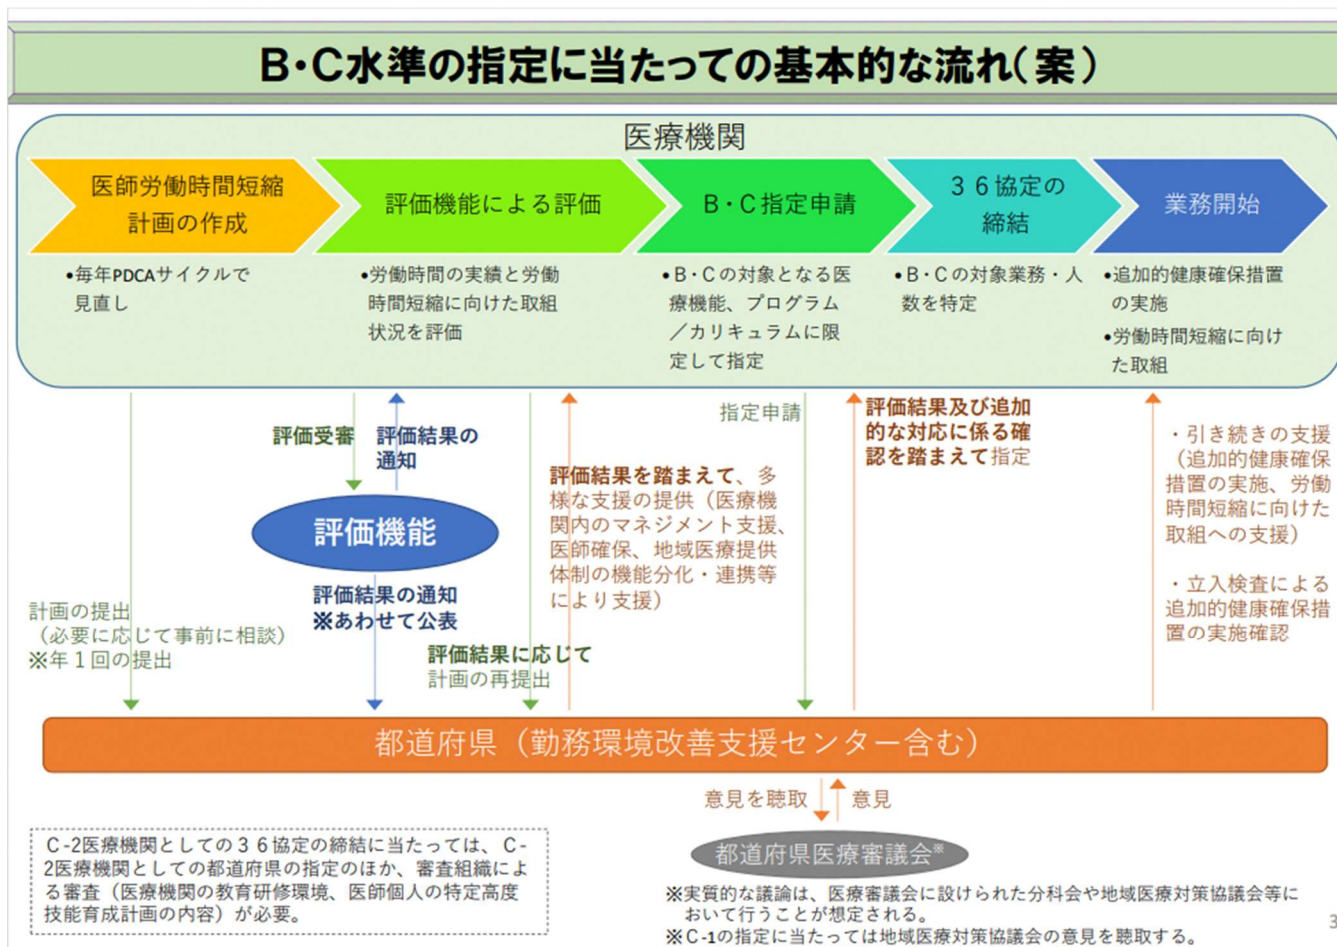 B・C水準の指定に当たっての基本的な流れ(案)
医療機関
医師労働時間短縮
計画の作成
評価機能による評価
B・C指定申請
36協定の
締結
業務開始
•毎年PDCAサイクルで
見直し
•労働時間の実績と労働
時間短縮に向けた取組
状況を評価
•B・Cの対象となる医
療機能、プログラム
／カリキュラムに限
定して指定
•B・Cの対象業務・人
数を特定
•追加的健康確保措置
の実施
•労働時間短縮に向け
た取組
評価受審
評価結果の
通知
評価機能
評価結果の通知
※あわせて公表
計画の提出
（必要に応じて事前に相談）
※年１回の提出
評価結果に応じて
計画の再提出
評価結果を踏まえて、多
様な支援の提供（医療機
関内のマネジメント支援、
医師確保、地域医療提供
体制の機能分化・連携等
により支援）
指定申請
評価結果及び追加
的な対応に係る確
認を踏まえて指定
・引き続きの支援
（追加的健康確保
措置の実施、労働
時間短縮に向けた
取組への支援）
・立入検査による
追加的健康確保措
置の実施確認
都道府県（勤務環境改善支援センター含む）
意見を聴取
意見
都道府県医療審議会※
C-2医療機関としての３６協定の締結に当たっては、C-
2医療機関としての都道府県の指定のほか、審査組織によ
る審査（医療機関の教育研修環境、医師個人の特定高度
技能育成計画の内容）が必要。
※実質的な議論は、医療審議会に設けられた分科会や地域医療対策協議会等に
おいて行うことが想定される。
※C-1の指定に当たっては地域医療対策協議会の意見を聴取する。
3